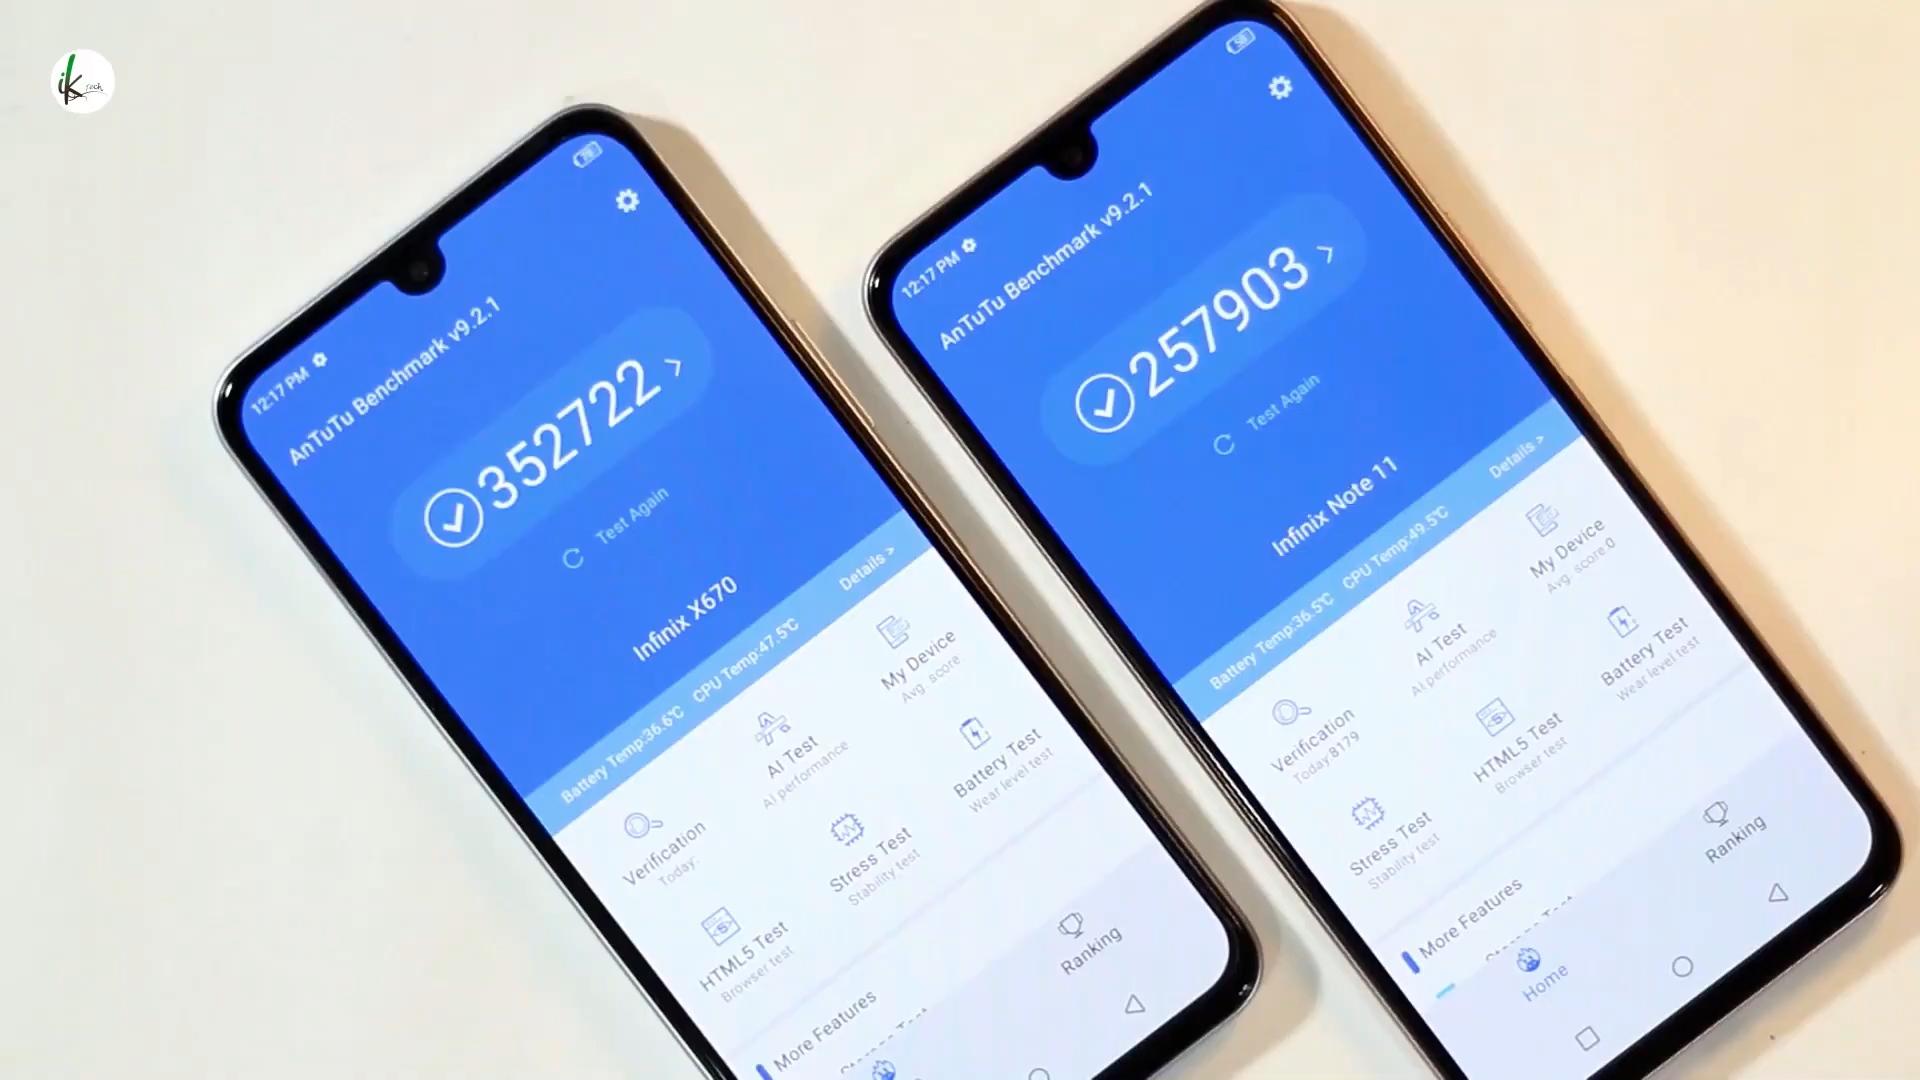 ik Tech
12:17 PM
AnTuTu Benchmark v9.2.1
352722 >
Test Again
Infinix X670
Battery Temp:36.6℃ CPU Temp:47.5℃ Details >
Verification
Today:
AI Test
AI performance
My Device
Avg. score
HTML5 Test
Browser test
Stress Test
Stability test
Battery Test
Wear level test
More Features
Ranking
12:17 PM
58
AnTuTu Benchmark v9.2.1
257903 >
Test Again
Infinix Note 11
Battery Temp:36.5℃ CPU Temp:49.5℃ Details >
Verification
Today:8179
AI Test
AI performance
My Device
Avg. score:0
Stress Test
Stability test
HTML5 Test
Browser test
Battery Test
Wear level test
More Features
Home
Ranking